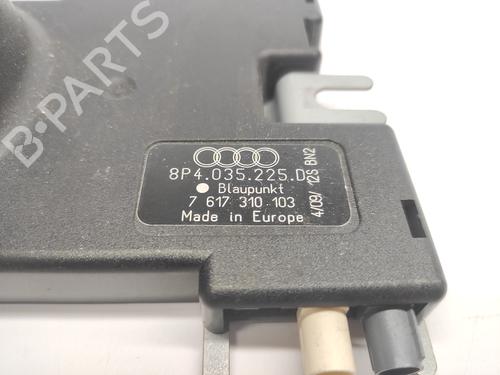 B-PARTS
8P4.035.225.D
Blaupunkt
7 617 310 103
Made in Europe
4/09/ 12S BN2